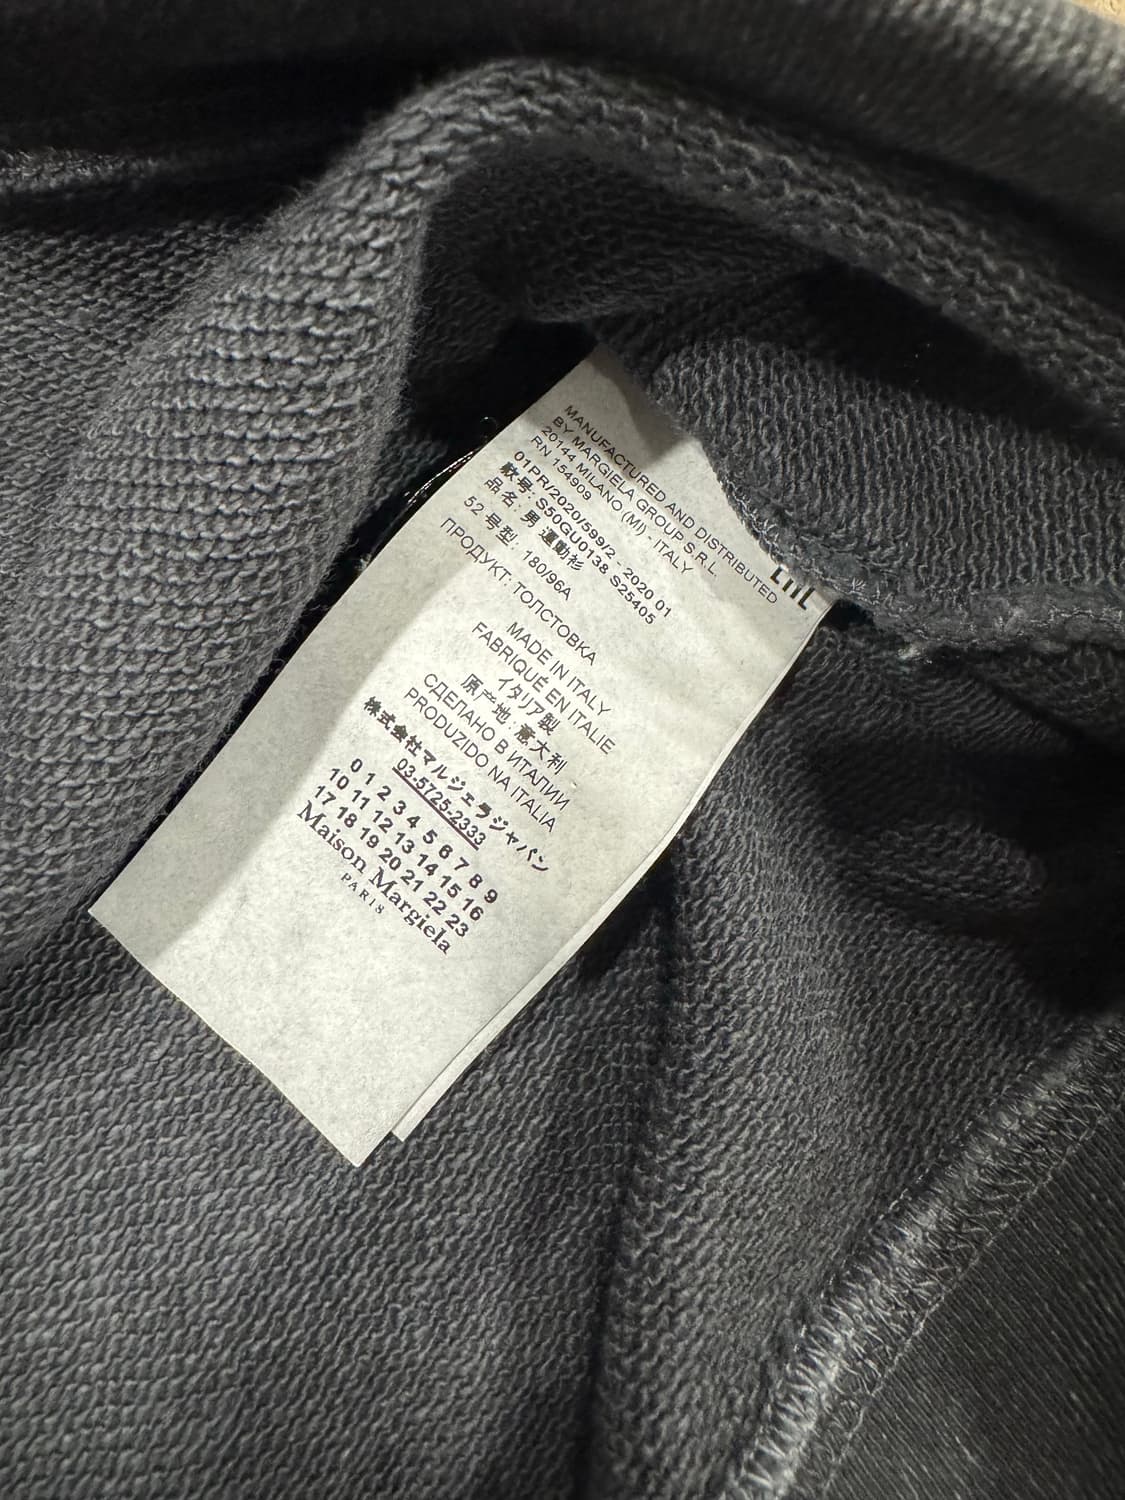 MANUFACTURED AND DISTRIBUTED
BY MARGIELA GROUP S.R.L.
20144 MILANO (MI) - ITALY
RN 154909
01PR/2020/599/2 - 2020 01
款号: S50GU0138 S25405
品名: 男 運動衫
52 号型: 180/96A
ПРОДУКТ: ТОЛСТОВКА
MADE IN ITALY
FABRIQUÉ EN ITALIE
イタリア製
原产地: 意大利
СДЕЛАНО В ИТАЛИИ
PRODUZIDO NA ITALIA
株式会社マルジェラジャパン
03-5725-2333
0 1 2 3 4 5 6 7 8 9
10 11 12 13 14 15 16
17 18 19 20 21 22 23
Maison Margiela
PARIS